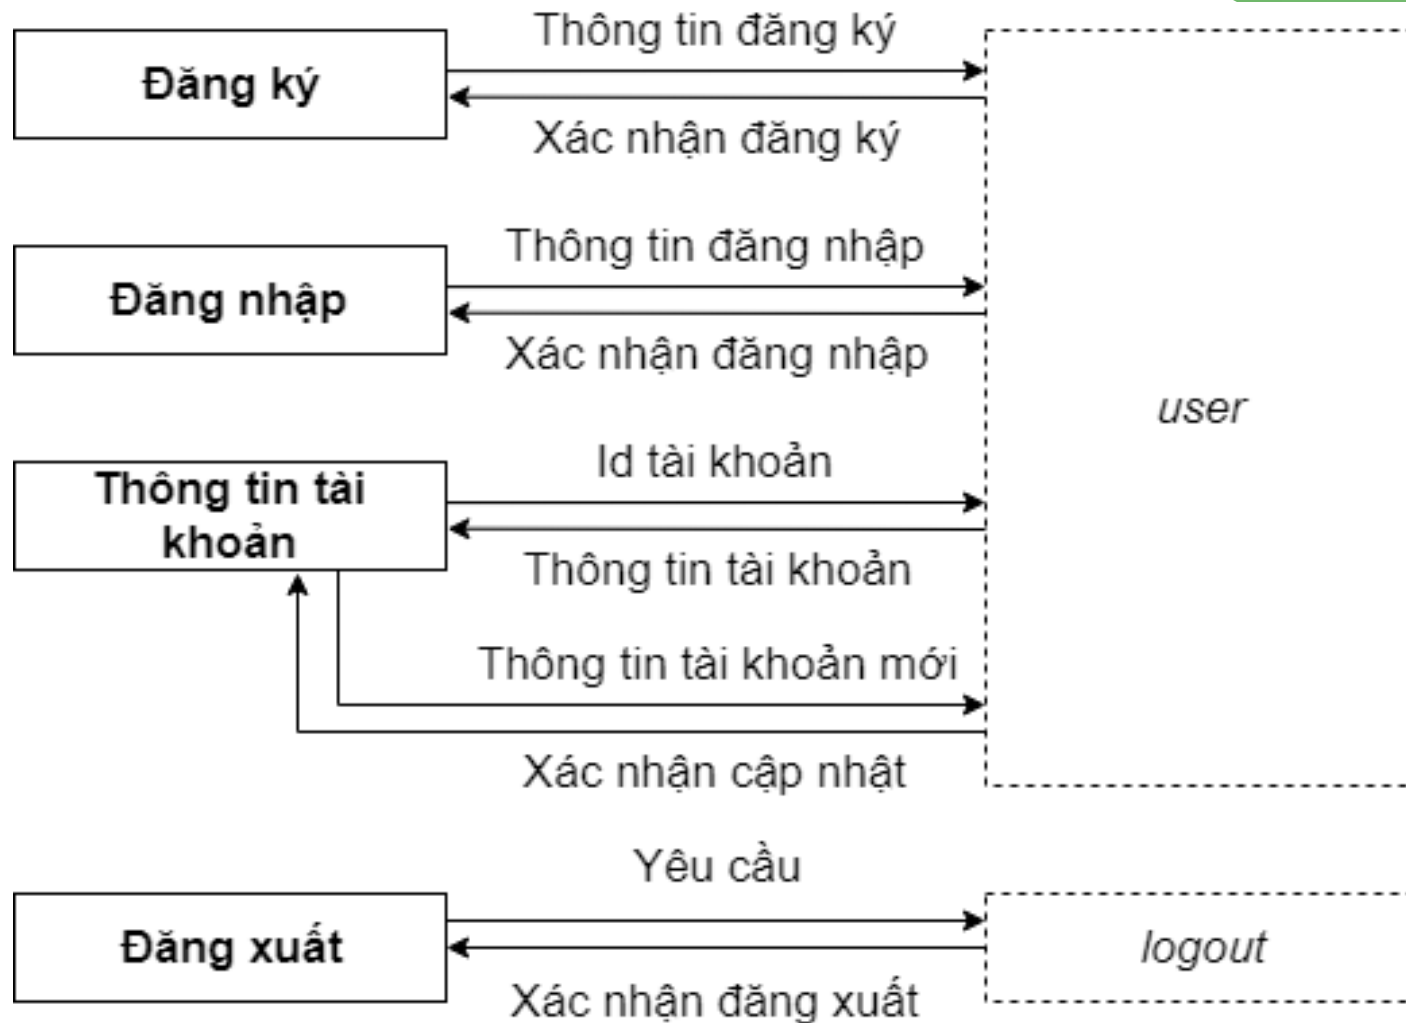 Thông tin đăng ký
Đăng ký
Xác nhận đăng ký
Thông tin đăng nhập
Đăng nhập
Xác nhận đăng nhập
user
Id tài khoản
Thông tin tài
khoản
Thông tin tài khoản
Thông tin tài khoản mới
Xác nhận cập nhật
Yêu cầu
Đăng xuất
logout
Xác nhận đăng xuất